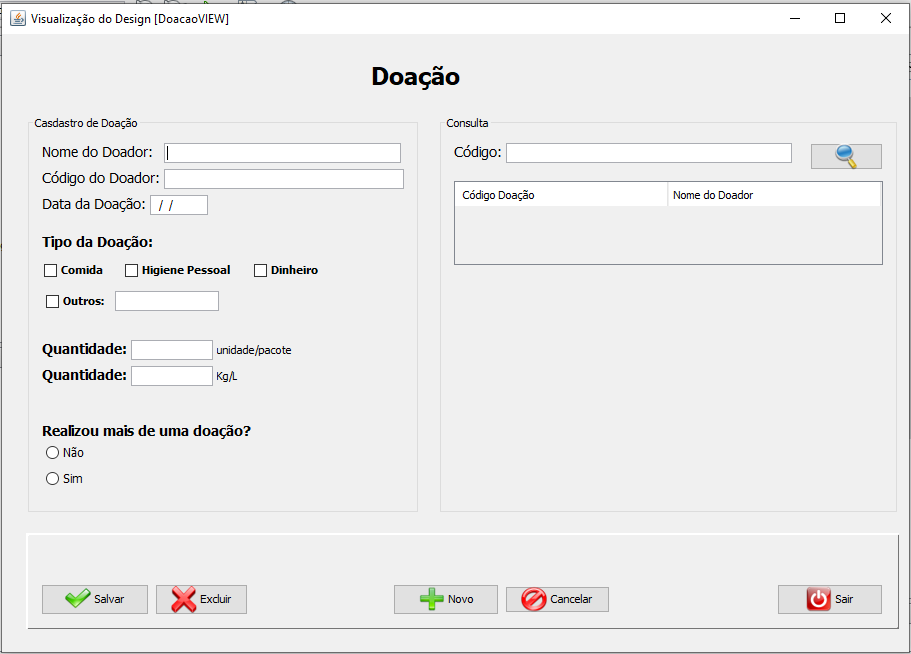 Visualização do Design [DoacaoVIEW]
Doação
Casdastro de Doação
Nome do Doador:
Código do Doador:
Data da Doação: / /
Tipo da Doação:
Comida Higiene Pessoal Dinheiro
Outros:
Quantidade: unidade/pacote
Quantidade: Kg/L
Realizou mais de uma doação?
Não
Sim
Consulta
Código:
Código Doação Nome do Doador
Salvar Excluir Novo Cancelar Sair